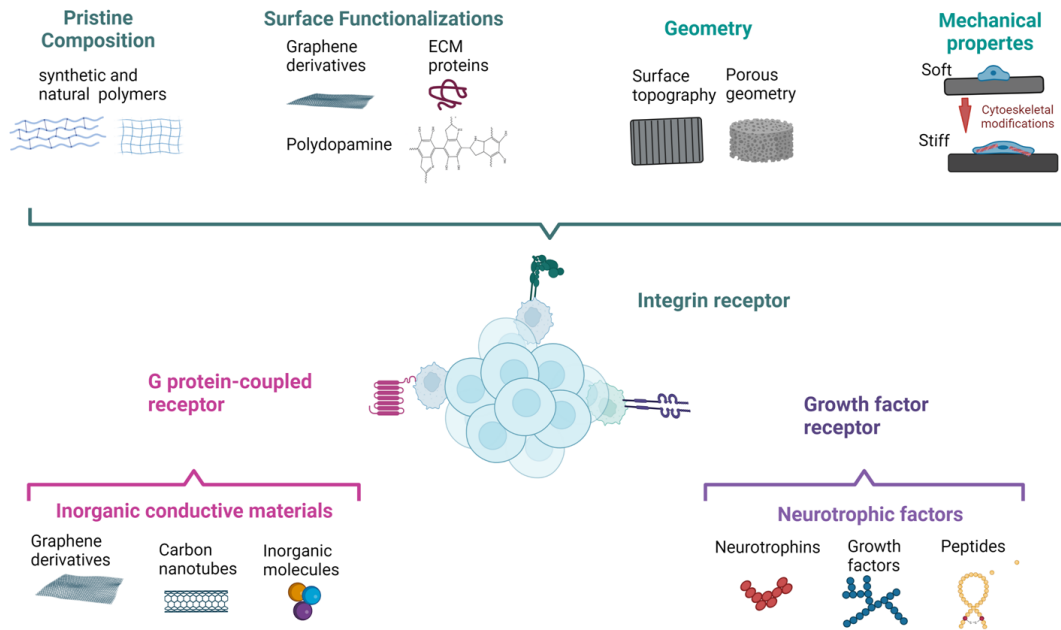 Pristine
Composition
synthetic and
natural polymers
Surface Functionalizations
Graphene
derivatives
ECM
proteins
Polydopamine
Geometry
Surface
topography
Porous
geometry
Mechanical
propertes
Soft
Cytoeskeletal
modifications
Stiff
Integrin receptor
G protein-coupled
receptor
Growth factor
receptor
Inorganic conductive materials
Graphene
derivatives
Carbon
nanotubes
Inorganic
molecules
Neurotrophic factors
Neurotrophins
Growth
factors
Peptides